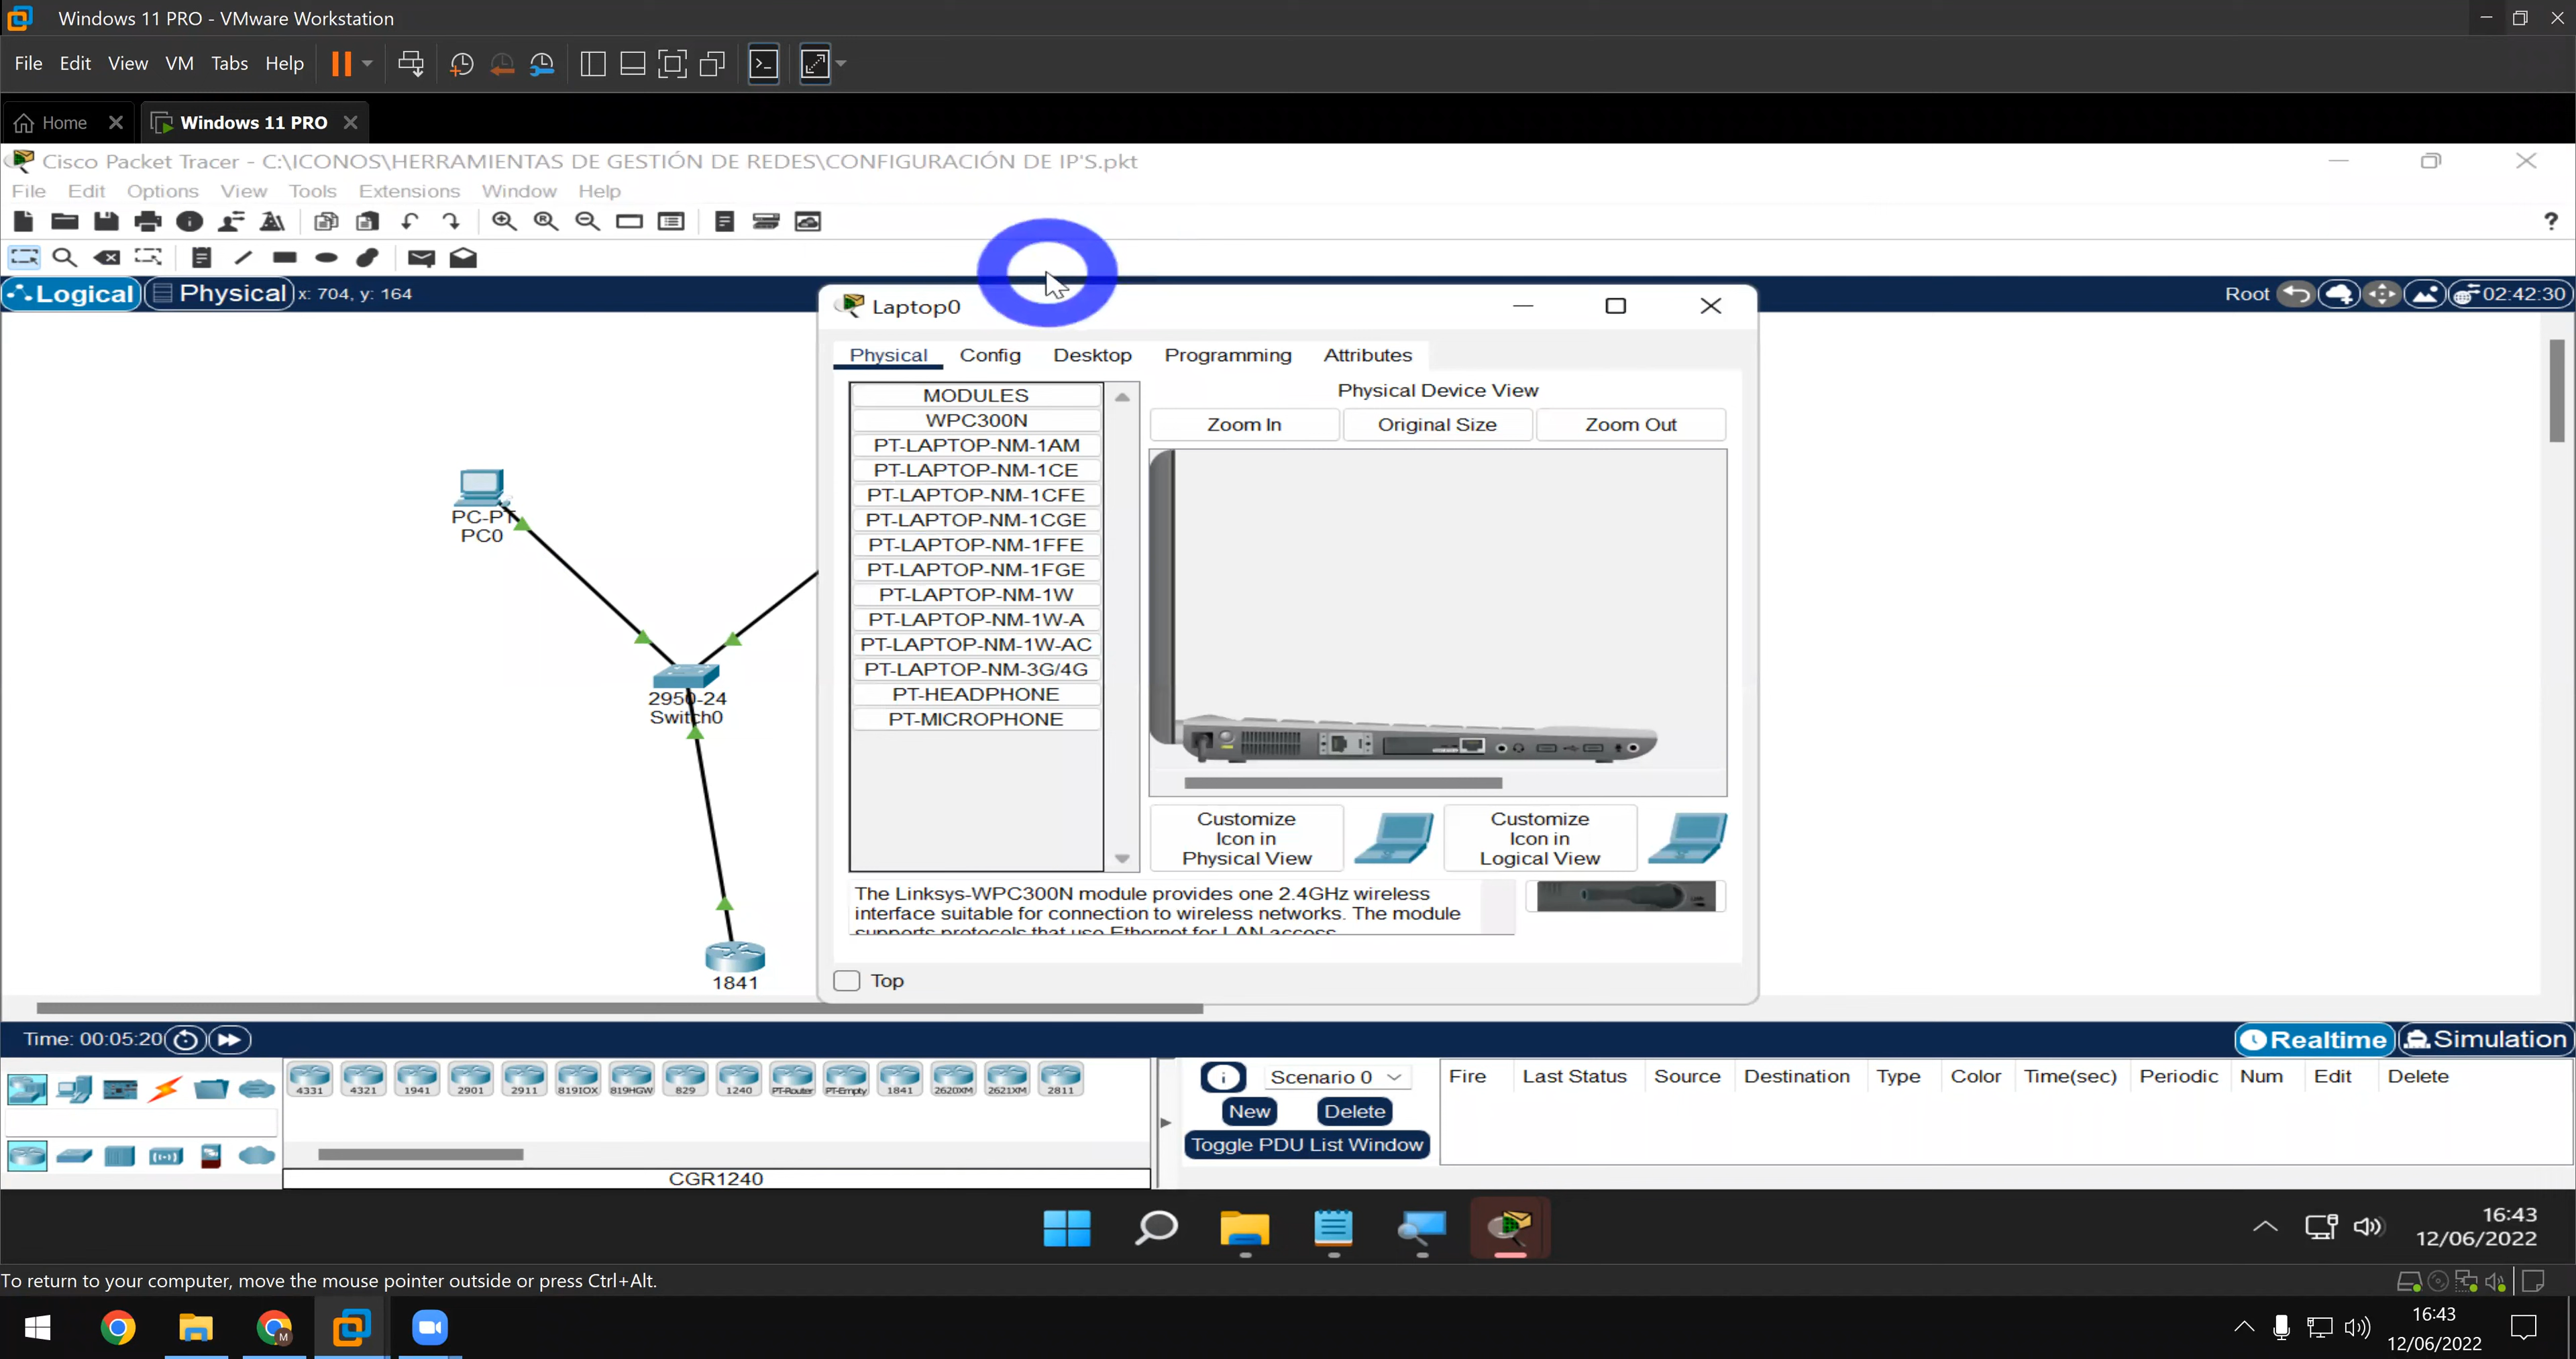 Windows 11 PRO - VMware Workstation
File Edit View VM Tabs Help
Home
Windows 11 PRO
Cisco Packet Tracer - C:\ICONOS\HERRAMIENTAS DE GESTIÓN DE REDES\CONFIGURACIÓN DE IP'S.pkt
File Edit Options View Tools Extensions Window Help
?
Logical Physical x: 704, y: 164
Root 02:42:30
Laptop0
Physical Config Desktop Programming Attributes
MODULES
WPC300N
PT-LAPTOP-NM-1AM
PT-LAPTOP-NM-1CE
PT-LAPTOP-NM-1CFE
PT-LAPTOP-NM-1CGE
PT-LAPTOP-NM-1FFE
PT-LAPTOP-NM-1FGE
PT-LAPTOP-NM-1W
PT-LAPTOP-NM-1W-A
PT-LAPTOP-NM-1W-AC
PT-LAPTOP-NM-3G/4G
PT-HEADPHONE
PT-MICROPHONE
Physical Device View
Zoom In Original Size Zoom Out
Customize
Icon in
Physical View
Customize
Icon in
Logical View
The Linksys-WPC300N module provides one 2.4GHz wireless
interface suitable for connection to wireless networks. The module
supports protocols that use Ethernet for LAN access.
Top
PC-PT
PC0
2950-24
Switch0
1841
Time: 00:05:20
Realtime Simulation
4331 4321 1941 2901 2911 819IOX 819HGW 829 1240 PT-Router PT-Empty 1841 2620XM 2621XM 2811
CGR1240
Scenario 0
New Delete
Toggle PDU List Window
Fire Last Status Source Destination Type Color Time(sec) Periodic Num Edit Delete
16:43
12/06/2022
To return to your computer, move the mouse pointer outside or press Ctrl+Alt.
M
16:43
12/06/2022